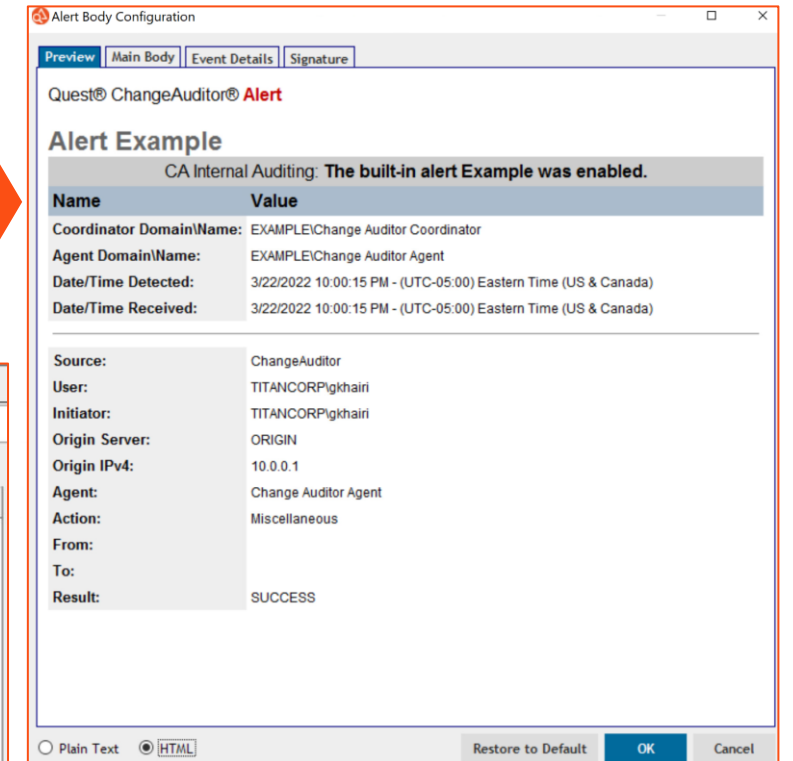 Alert Body Configuration
Preview Main Body Event Details Signature
Quest® ChangeAuditor® Alert
Alert Example
CA Internal Auditing: The built-in alert Example was enabled.
Name Value
Coordinator Domain\Name: EXAMPLE\Change Auditor Coordinator
Agent Domain\Name: EXAMPLE\Change Auditor Agent
Date/Time Detected: 3/22/2022 10:00:15 PM - (UTC-05:00) Eastern Time (US & Canada)
Date/Time Received: 3/22/2022 10:00:15 PM - (UTC-05:00) Eastern Time (US & Canada)
Source: ChangeAuditor
User: TITANCORP\gkhairi
Initiator: TITANCORP\gkhairi
Origin Server: ORIGIN
Origin IPv4: 10.0.0.1
Agent: Change Auditor Agent
Action: Miscellaneous
From:
To:
Result: SUCCESS
Plain Text HTML Restore to Default OK Cancel